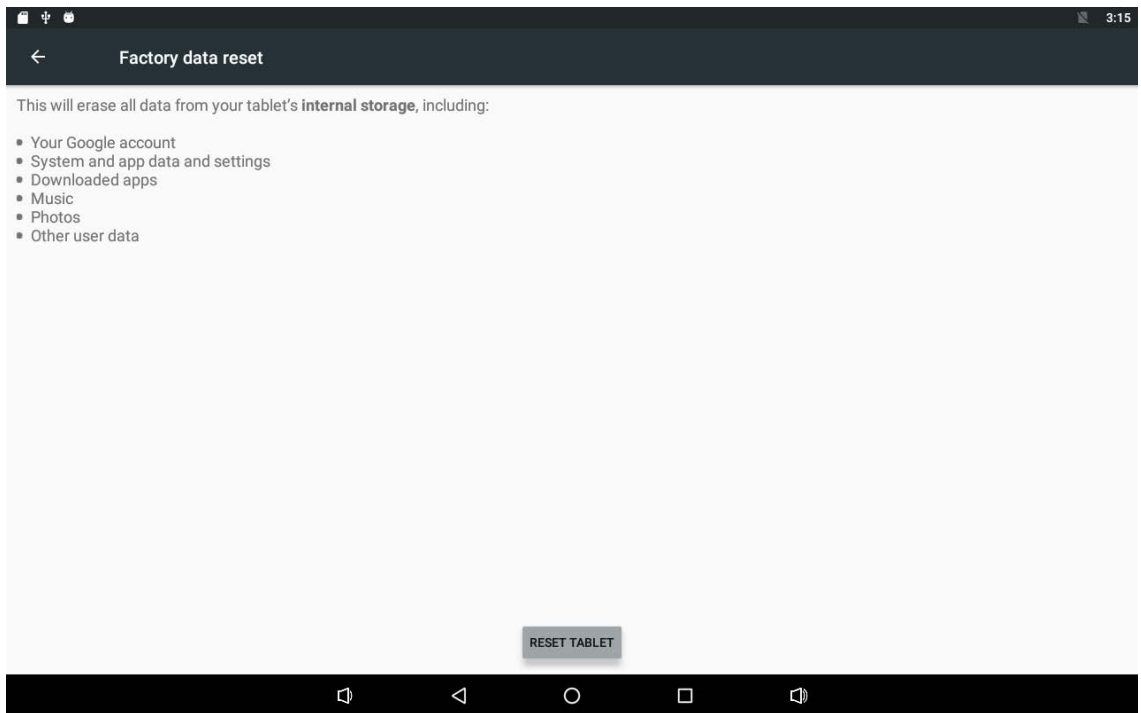 3:15
Factory data reset
This will erase all data from your tablet's internal storage, including:
• Your Google account
• System and app data and settings
• Downloaded apps
• Music
• Photos
• Other user data
RESET TABLET